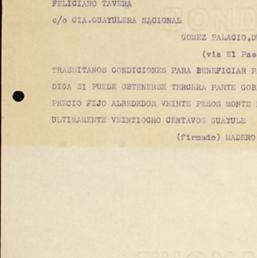 FELICIANO TAVERA
c/o CIA.GUAYULERA NACIONAL
GOMEZ PALACIO,D
(via El Pas
TRASMITANOS CONDICIONES PARA BENEFICIAR
DIGA SI PUEDE OBTENERSE TERCERA PARTE GOB
PRECIO FIJO ALREDEDOR VEINTE PESOS MONTE
ULTIMAMENTE VEINTIOCHO CENTAVOS GUAYULE
(firmado) MADERO